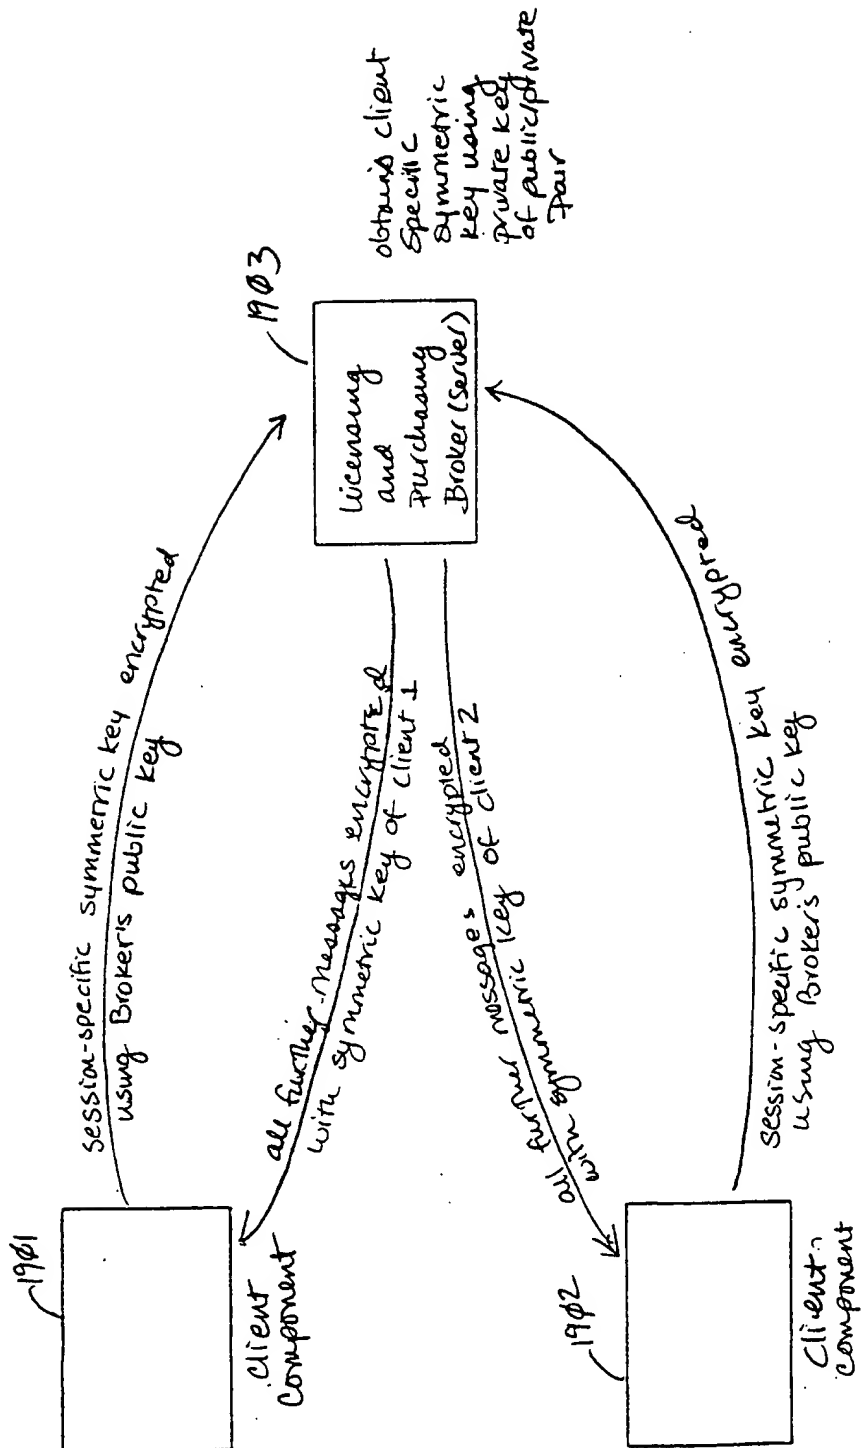 1901
client
component
session-specific symmetric key encrypted
using Broker's public key
all further messages encrypted
with symmetric key of client 1
1903
Licensing
and
Purchasing
Broker (server)
obtains client
specific
symmetric
key using
private key
of public/private
pair
all further messages encrypted
with symmetric key of client 2
1902
client
component
session-specific symmetric key encrypted
using Broker's public key